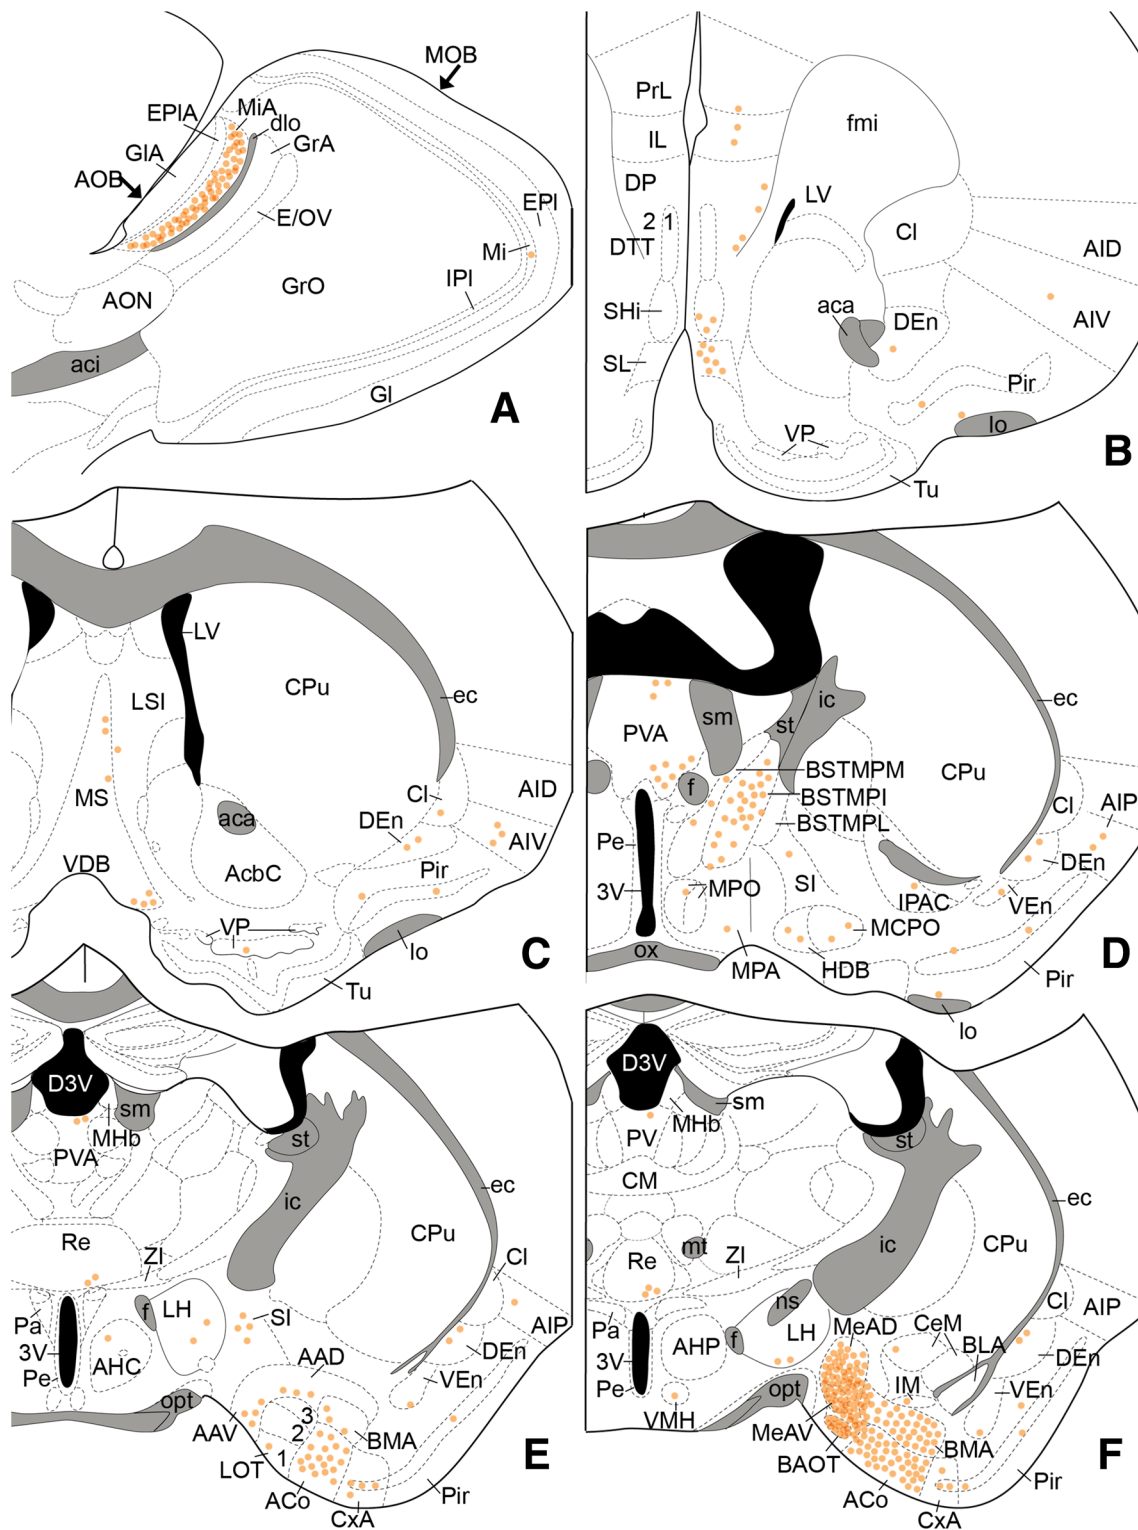 MOB
MiA
EPIA
dlo
GrA
GIA
AOB
E/OV
EPI
Mi
IPI
GrO
AON
aci
GI
A
PrL
IL
fmi
DP
LV
2 1
DTT
Cl
AID
SHi
aca
DEn
AIV
SL
Pir
VP
lo
Tu
B
LV
LSI
CPu
ec
MS
Cl
AID
aca
DEn
AIV
VDB
AcbC
Pir
VP
lo
Tu
C
ic
sm
st
ec
PVA
BSTMPM
CPu
f
BSTMPI
Cl
AIP
BSTMPL
Pe
DEn
3V
MPO
SI
IPAC
VEn
MCPO
ox
MPA
HDB
Pir
lo
D
D3V
sm
MHb
st
PVA
ec
ic
CPu
Re
ZI
Cl
f
LH
SI
Pa
AIP
3V
AHC
DEn
AAD
Pe
VEn
opt
3
AAV
2
BMA
LOT
1
ACo
Pir
CxA
E
D3V
sm
MHb
PV
st
CM
ec
mt
ic
Re
ZI
CPu
ns
Cl
AIP
Pa
f
LH
MeAD
CeM
3V
AHP
BLA
DEn
Pe
opt
IM
VEn
VMH
MeAV
BMA
BAOT
ACo
Pir
CxA
F